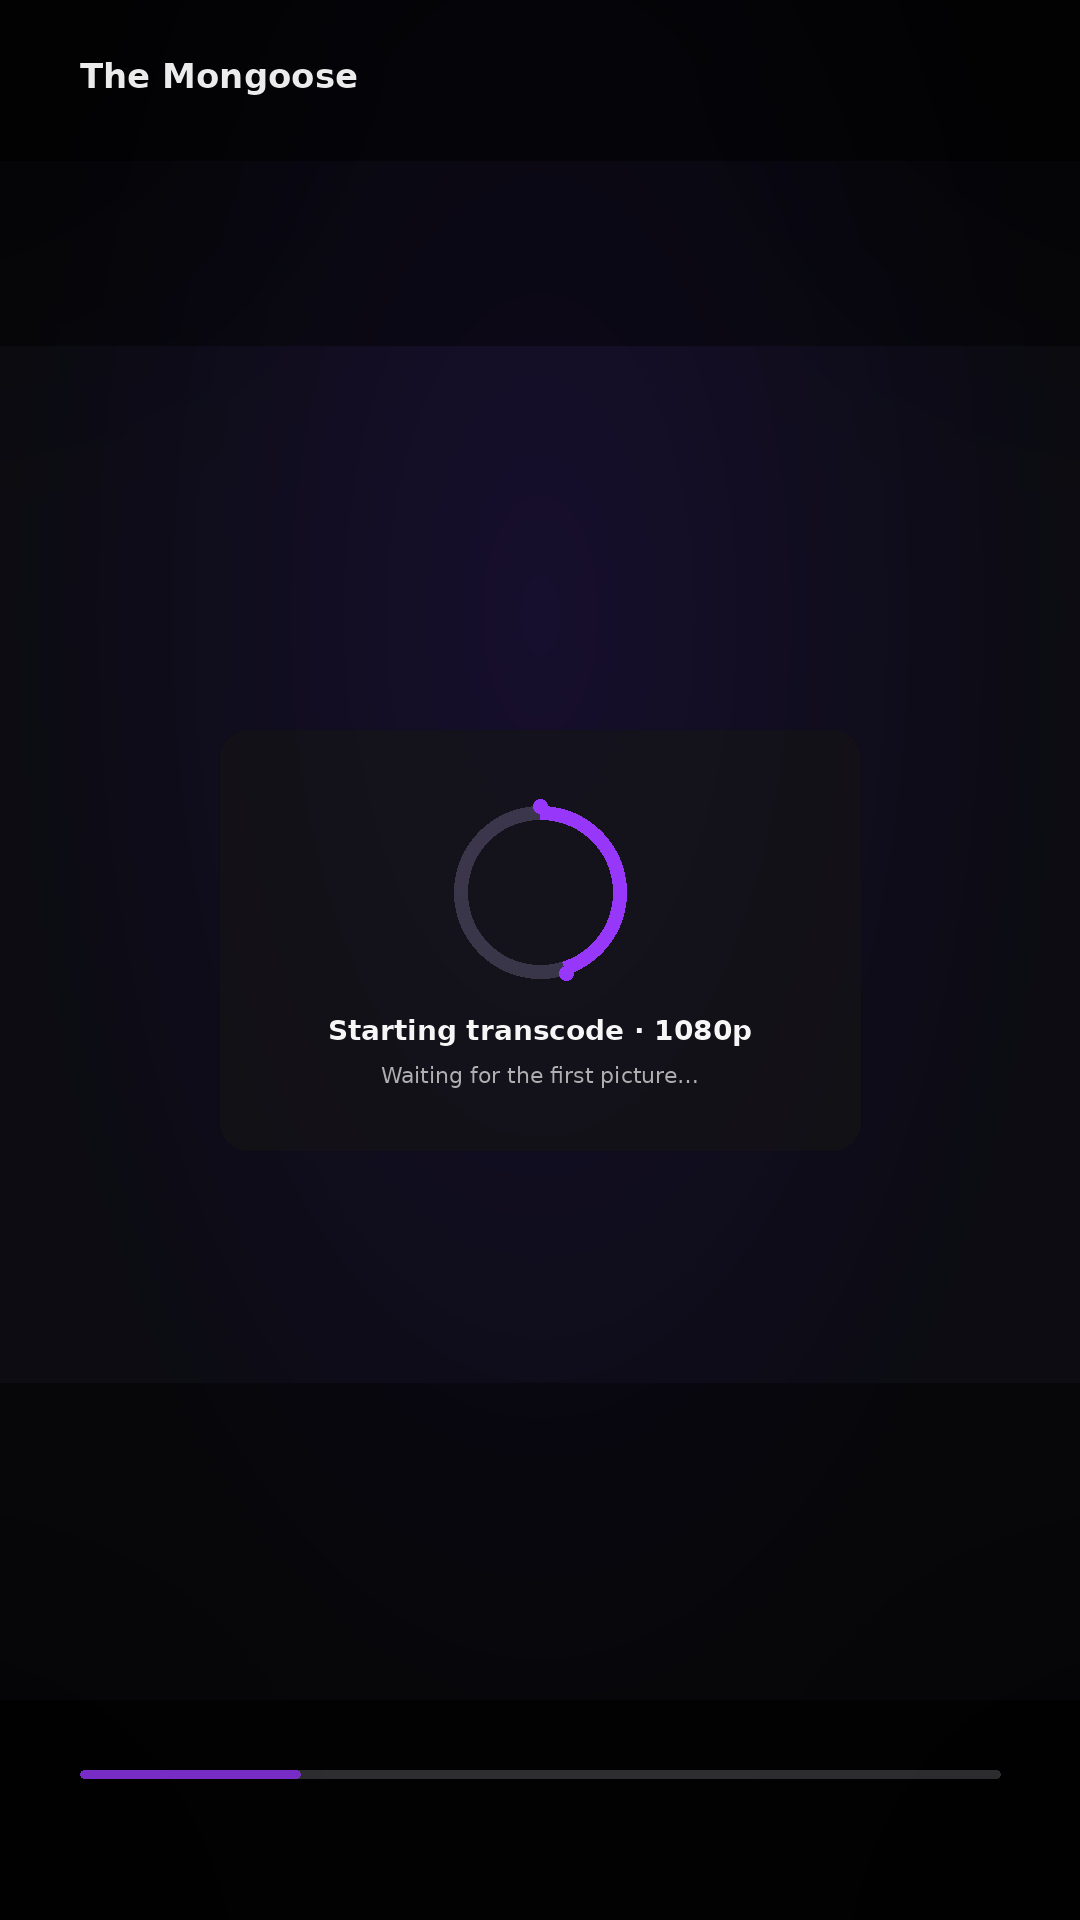 The Mongoose
Starting transcode · 1080p
Waiting for the first picture…